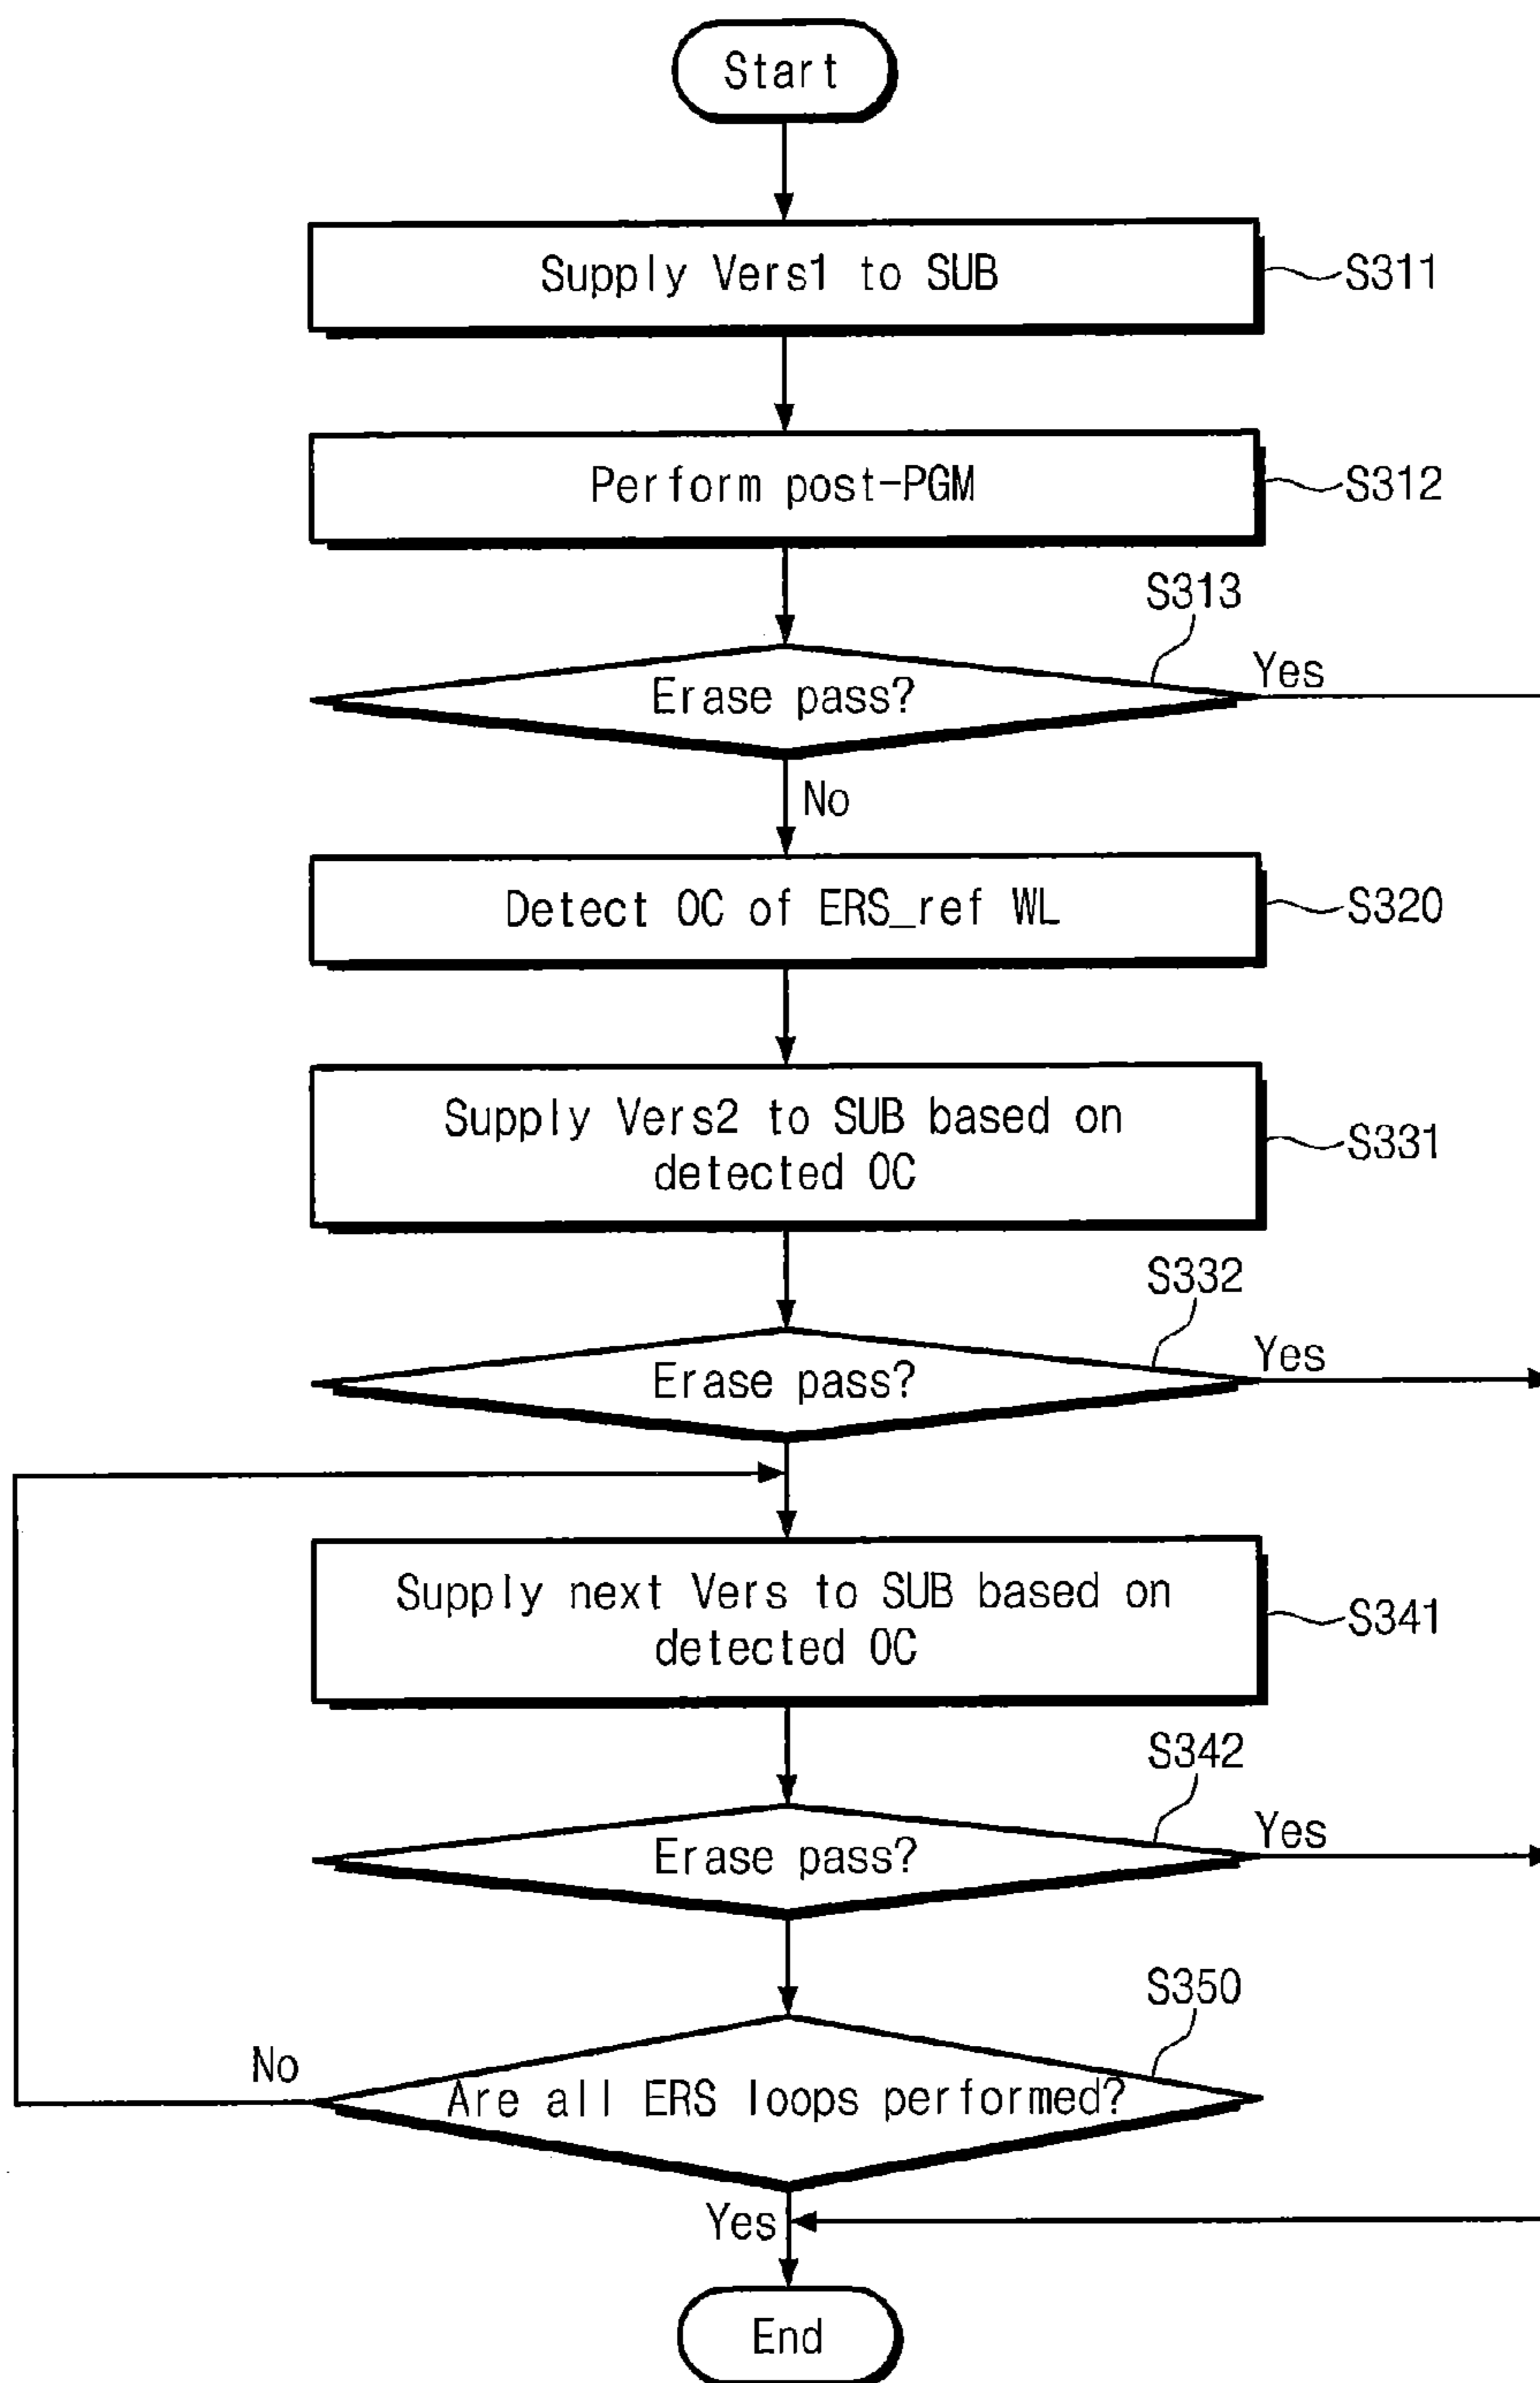 Start
Supply Vers1 to SUB
S311
Perform post-PGM
S312
S313
Erase pass?
Yes
No
Detect OC of ERS_ref WL
S320
Supply Vers2 to SUB based on
detected OC
S331
S332
Erase pass?
Yes
Supply next Vers to SUB based on
detected OC
S341
S342
Erase pass?
Yes
S350
No
Are all ERS loops performed?
Yes
End